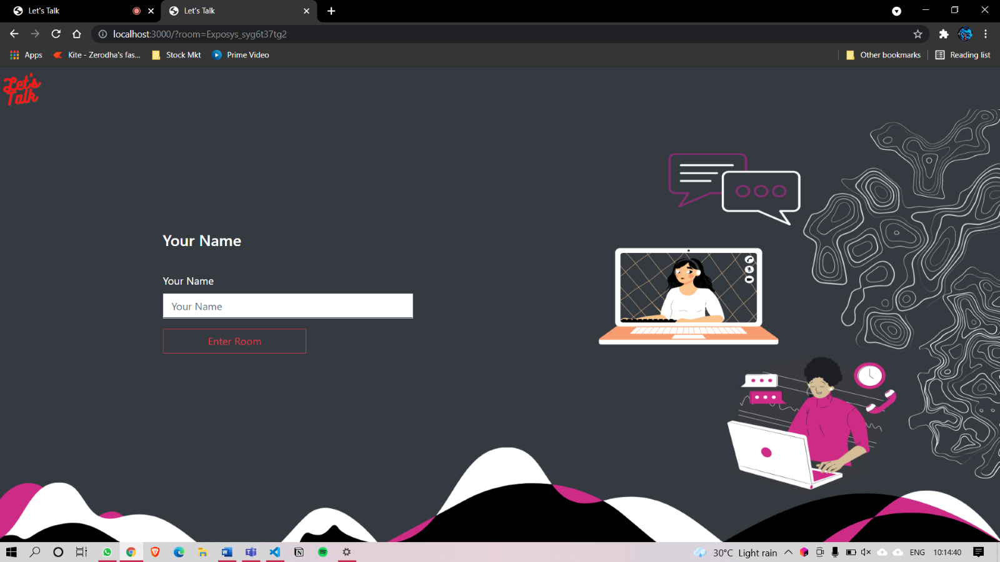 Let's Talk
Let's Talk
localhost:3000/?room=Exposys_syg6t37tg2
Apps
Kite - Zerodha's fas...
Stock Mkt
Prime Video
Other bookmarks
Reading list
Let's
Talk
Your Name
Your Name
Your Name
Enter Room
30°C Light rain
ENG
10:14:40